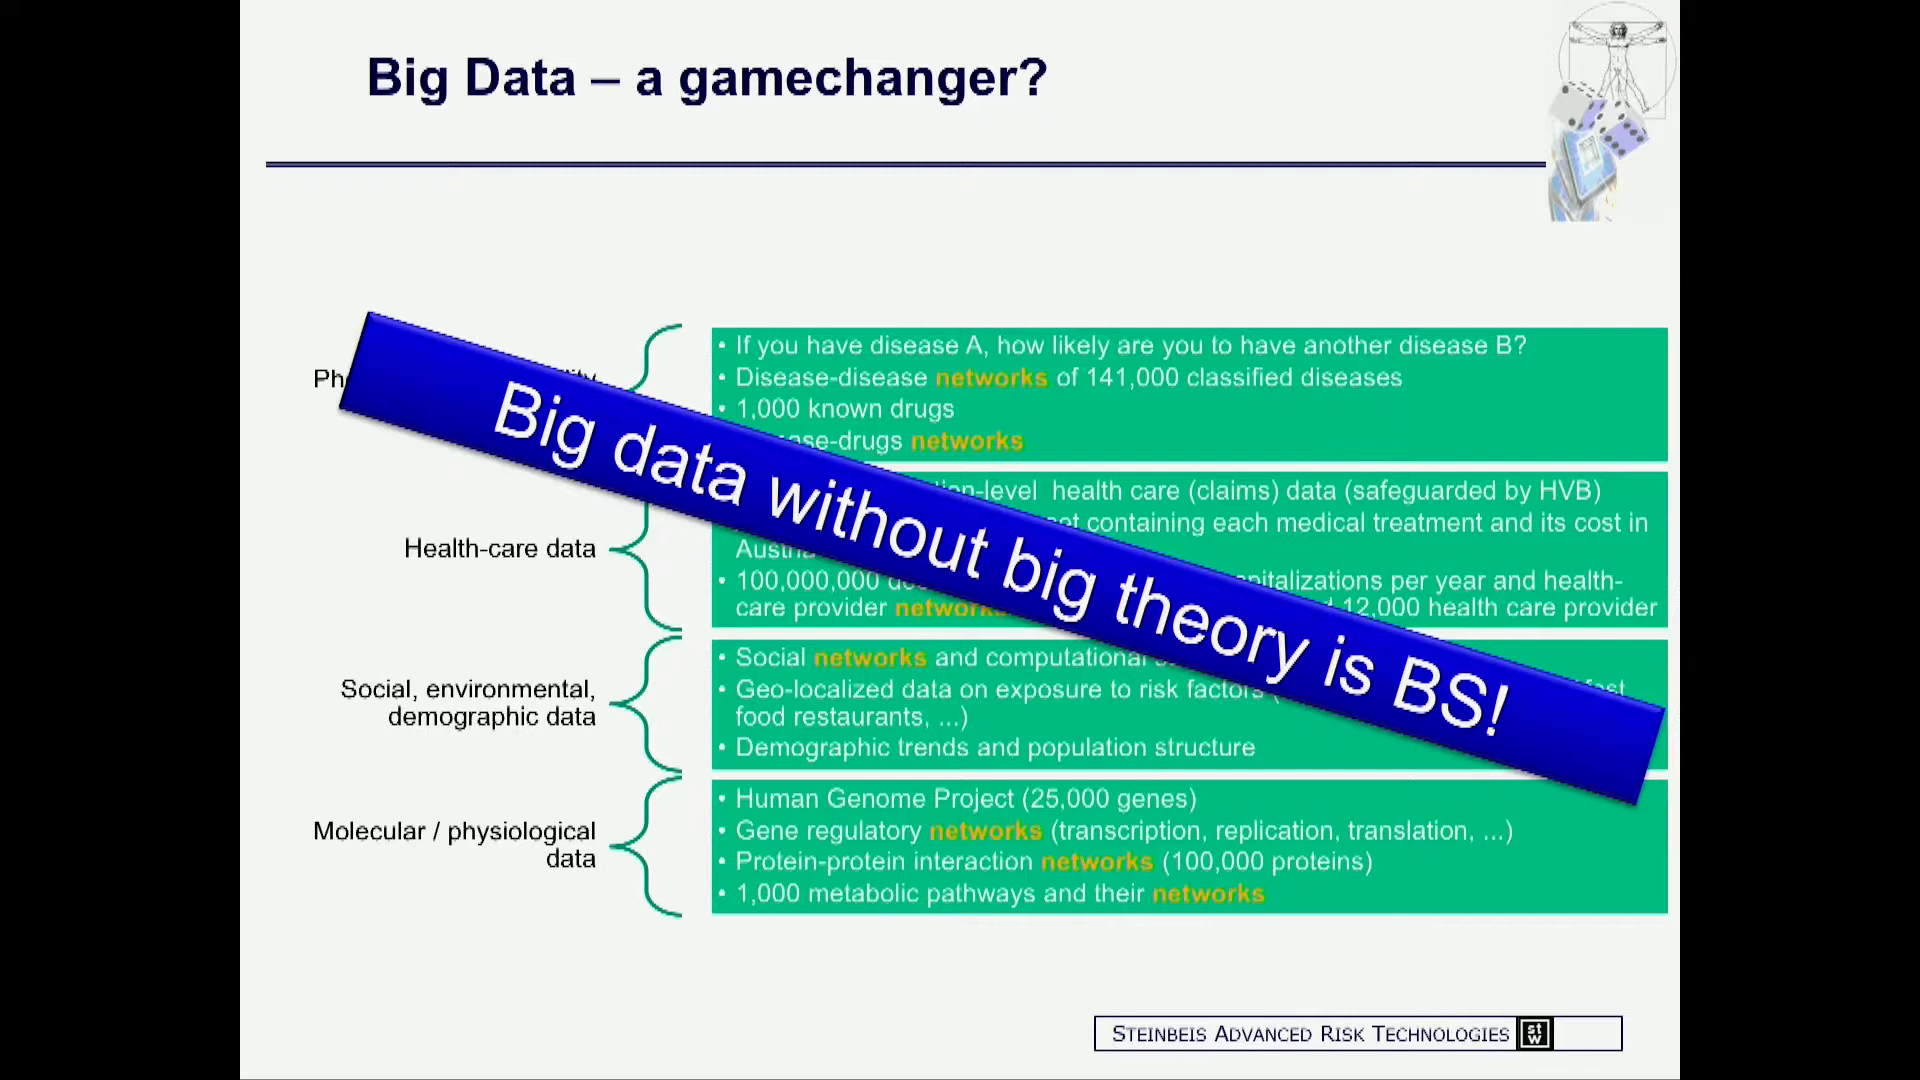 Big Data – a gamechanger?
• If you have disease A, how likely are you to have another disease B?
• Disease-disease networks of 141,000 classified diseases
• 1,000 known drugs
networks
Health-care data
health care (claims) data (safeguarded by HVB)
containing each medical treatment and its cost in
• 100,000,000
per year and health-
care provider networks
12,000 health care provider
Social, environmental,
demographic data
• Social networks and computational
• Geo-localized data on exposure to risk factors
food restaurants, ...)
• Demographic trends and population structure
Molecular / physiological
data
• Human Genome Project (25,000 genes)
• Gene regulatory networks (transcription, replication, translation, ...)
• Protein-protein interaction networks (100,000 proteins)
• 1,000 metabolic pathways and their networks
Big data without big theory is BS!
STEINBEIS ADVANCED RISK TECHNOLOGIES stw